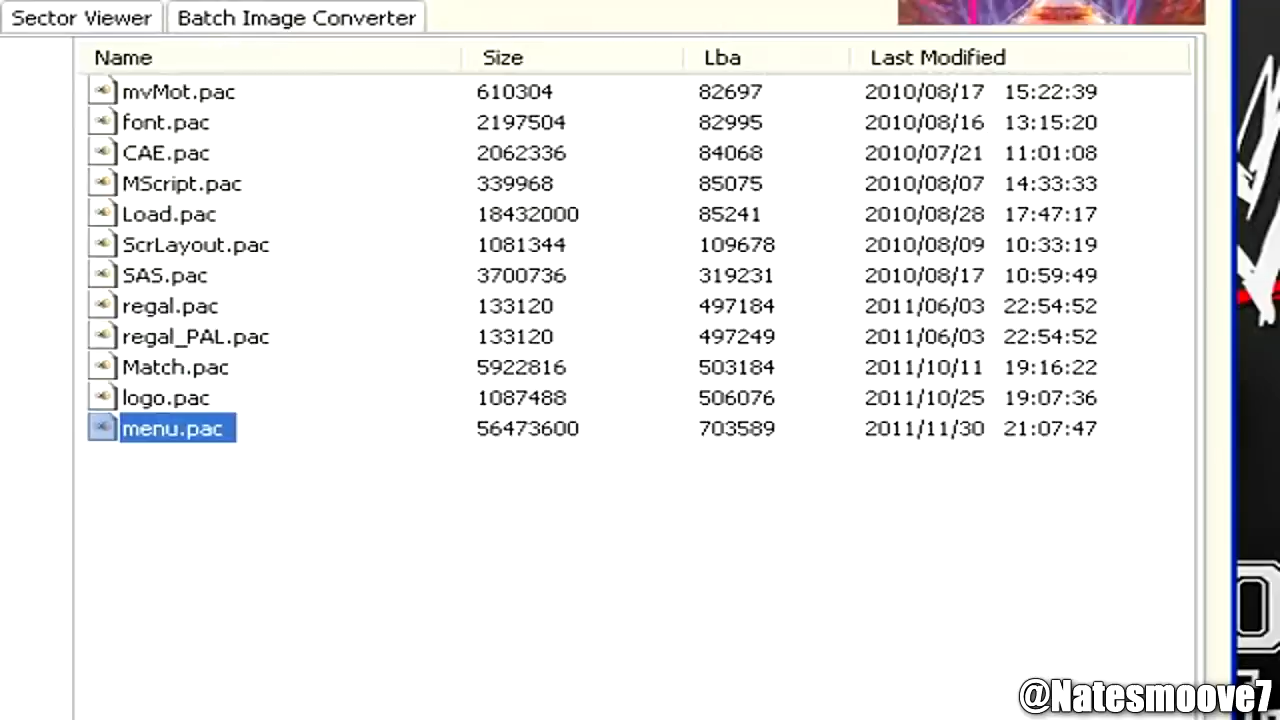 Sector Viewer Batch Image Converter
Name Size Lba Last Modified
mvMot.pac 610304 82697 2010/08/17 15:22:39
font.pac 2197504 82995 2010/08/16 13:15:20
CAE.pac 2062336 84068 2010/07/21 11:01:08
MScript.pac 339968 85075 2010/08/07 14:33:33
Load.pac 18432000 85241 2010/08/28 17:47:17
ScrLayout.pac 1081344 109678 2010/08/09 10:33:19
SAS.pac 3700736 319231 2010/08/17 10:59:49
regal.pac 133120 497184 2011/06/03 22:54:52
regal_PAL.pac 133120 497249 2011/06/03 22:54:52
Match.pac 5922816 503184 2011/10/11 19:16:22
logo.pac 1087488 506076 2011/10/25 19:07:36
menu.pac 56473600 703589 2011/11/30 21:07:47
@Natesmoove7